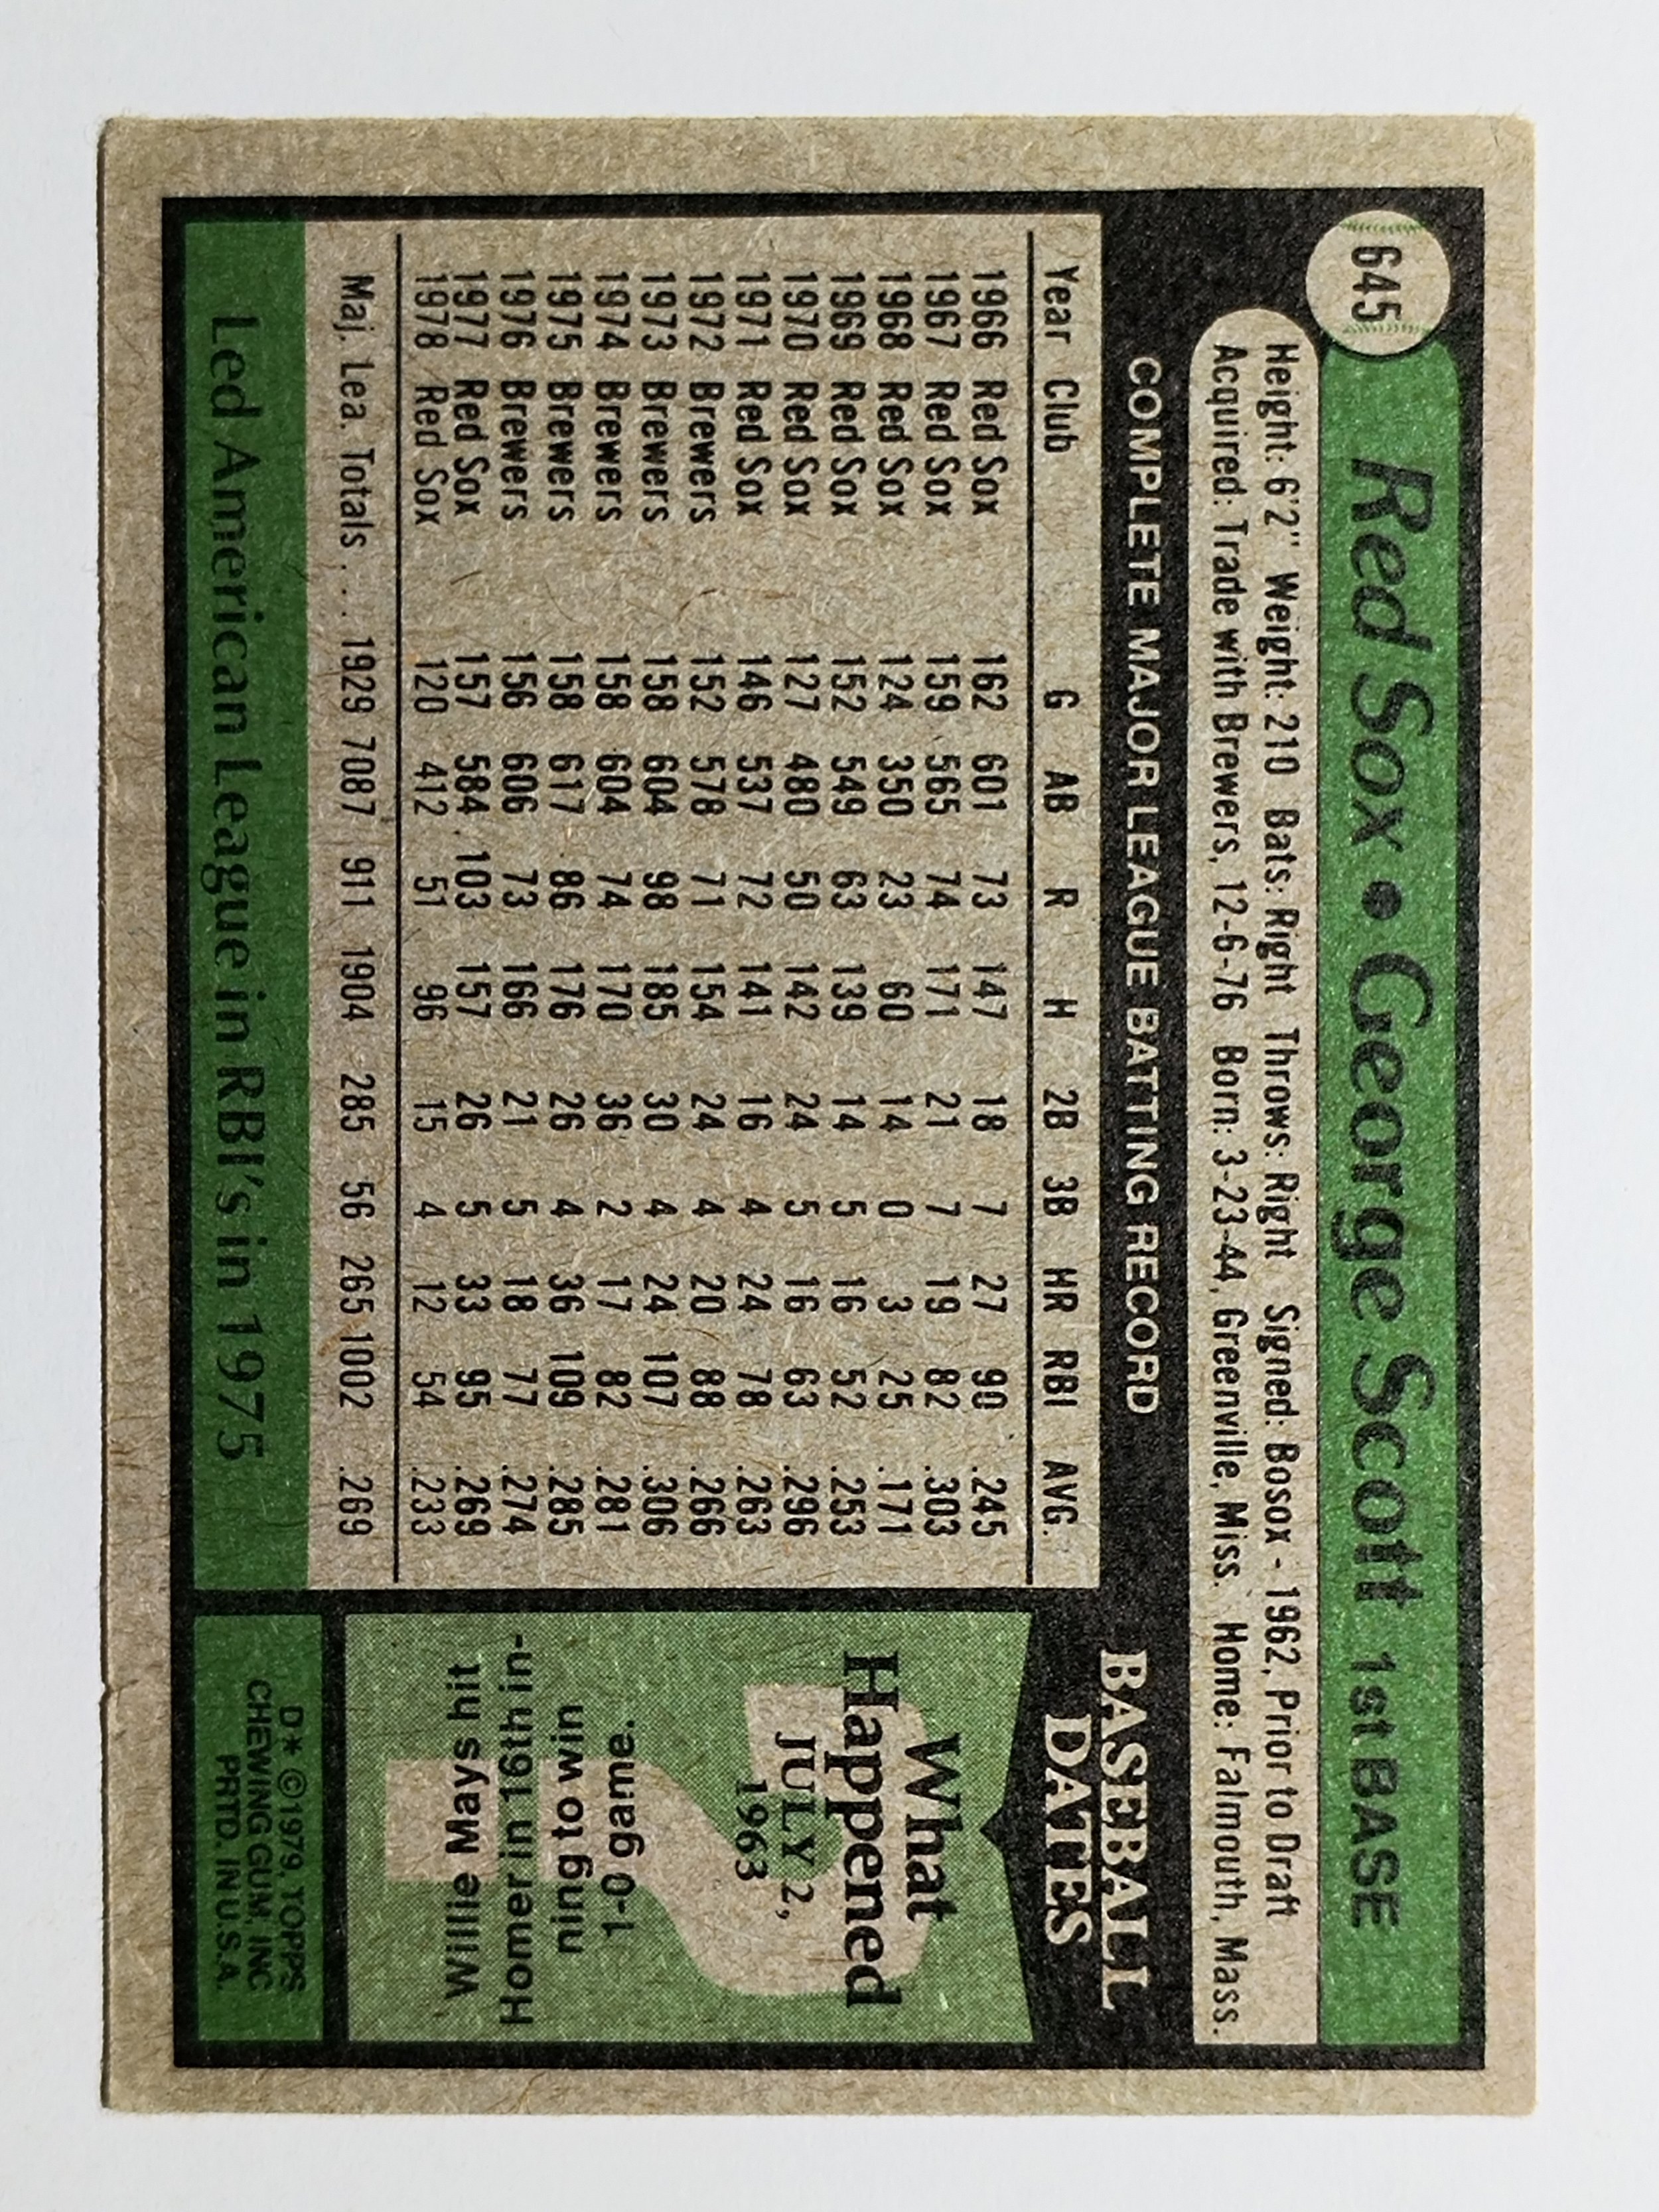 645
Red Sox • George Scott 1st BASE
Height: 6'2" Weight: 210 Bats: Right Throws: Right Signed: Bosox - 1962, Prior to Draft
Acquired: Trade with Brewers, 12-6-76 Born: 3-23-44, Greenville, Miss. Home: Falmouth, Mass.
COMPLETE MAJOR LEAGUE BATTING RECORD
Year Club G AB R H 2B 3B HR RBI AVG.
1966 Red Sox 162 601 73 147 18 7 27 90 .245
1967 Red Sox 159 565 74 171 21 7 19 82 .303
1968 Red Sox 124 350 23 60 14 0 3 25 .171
1969 Red Sox 152 549 63 139 14 5 16 52 .253
1970 Red Sox 127 480 50 142 24 5 16 63 .296
1971 Red Sox 146 537 72 141 16 4 24 78 .263
1972 Brewers 152 578 71 154 24 4 20 88 .266
1973 Brewers 158 604 98 185 30 4 24 107 .306
1974 Brewers 158 604 74 170 36 2 17 82 .281
1975 Brewers 158 617 86 176 26 4 36 109 .285
1976 Brewers 156 606 73 166 21 5 18 77 .274
1977 Red Sox 157 584 103 157 26 5 33 95 .269
1978 Red Sox 120 412 51 96 15 4 12 54 .233
Maj. Lea. Totals . . . 1929 7087 911 1904 285 56 265 1002 .269
Led American League in RBI's in 1975
BASEBALL
DATES
What
Happened
JULY 2,
1963
Willie Mays hit
Homer in 16th in-
ning to win
1-0 game.
D* ©1979, TOPPS
CHEWING GUM, INC
PRTD. IN U.S.A.